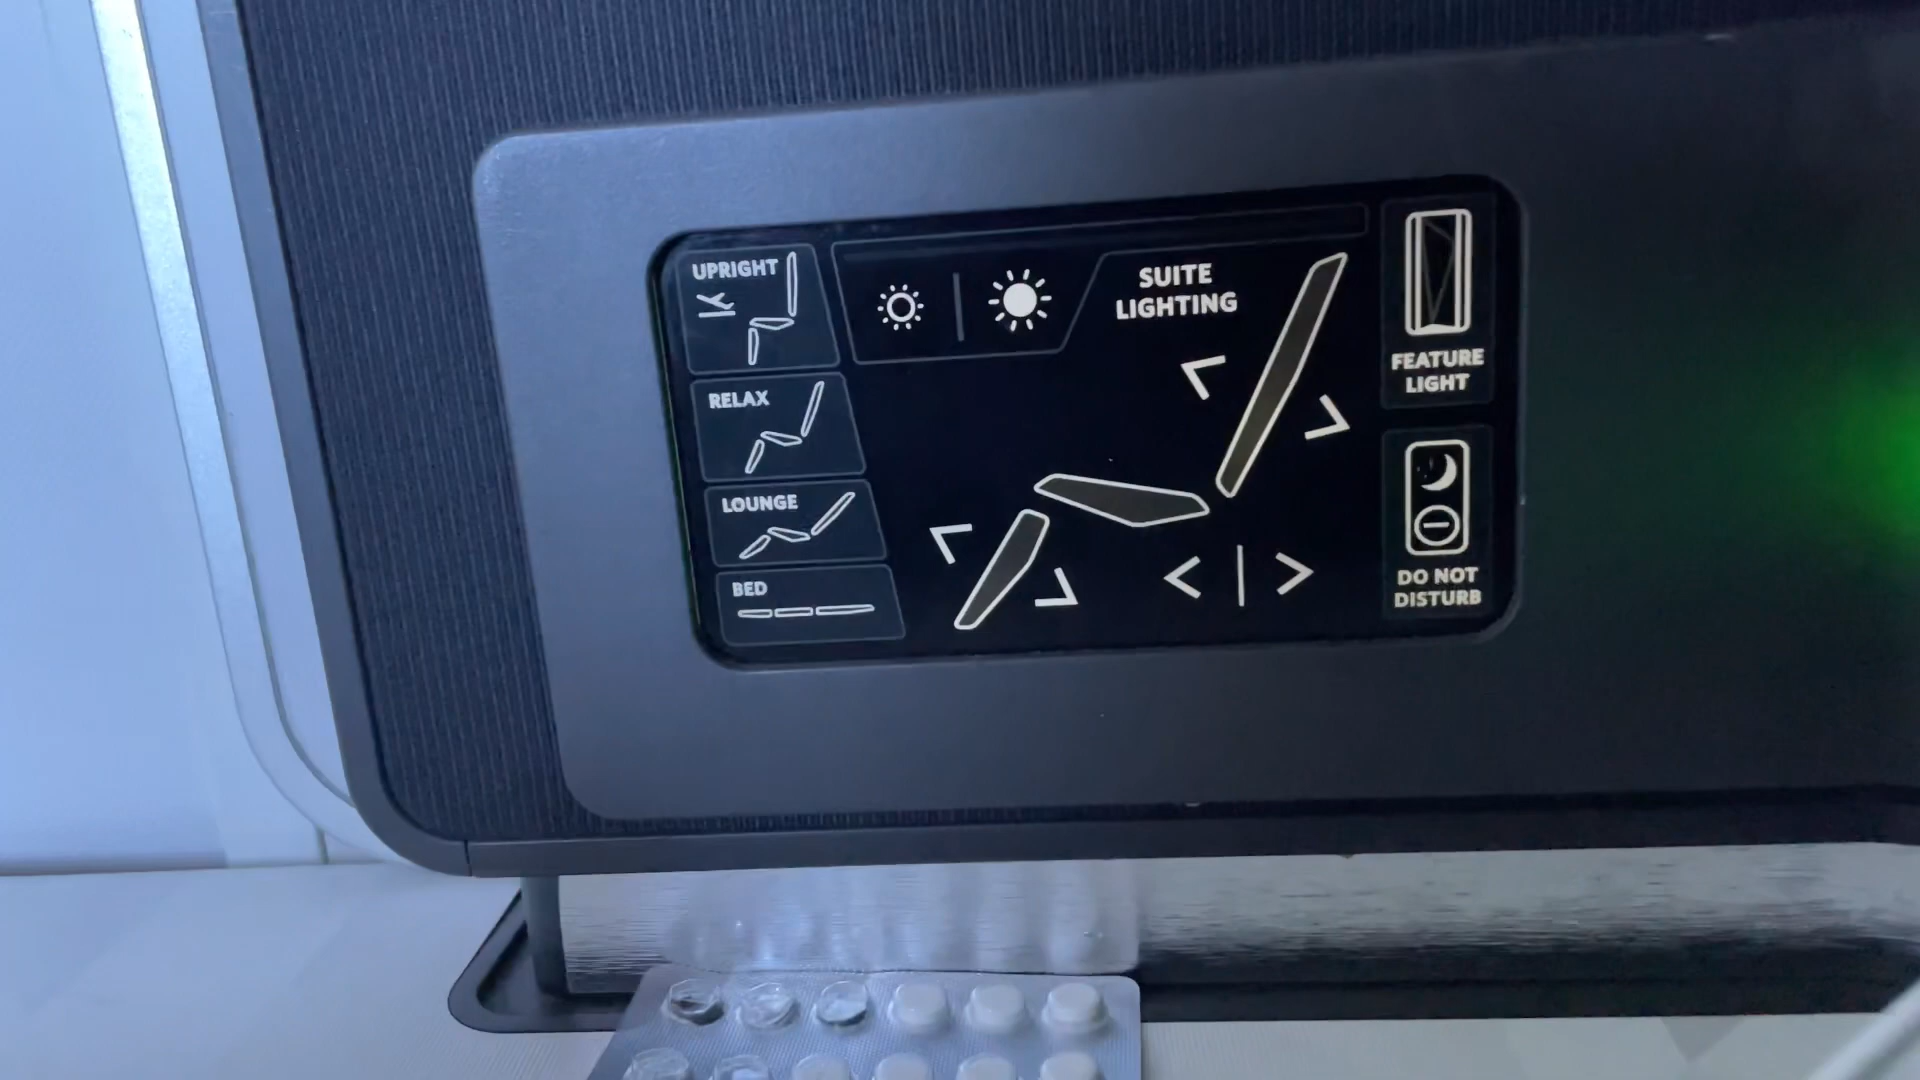 UPRIGHT
RELAX
LOUNGE
BED
SUITE
LIGHTING
FEATURE
LIGHT
DO NOT
DISTURB